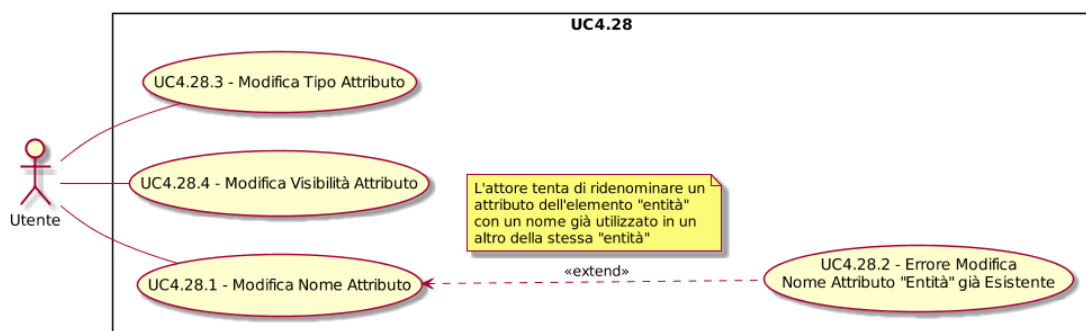 UC4.28
UC4.28.3 - Modifica Tipo Attributo
UC4.28.4 - Modifica Visibilità Attributo
Utente
L'attore tenta di ridenominare un
attributo dell'elemento "entità"
con un nome già utilizzato in un
altro della stessa "entità"
UC4.28.1 - Modifica Nome Attributo
«extend»
UC4.28.2 - Errore Modifica
Nome Attributo "Entità" già Esistente